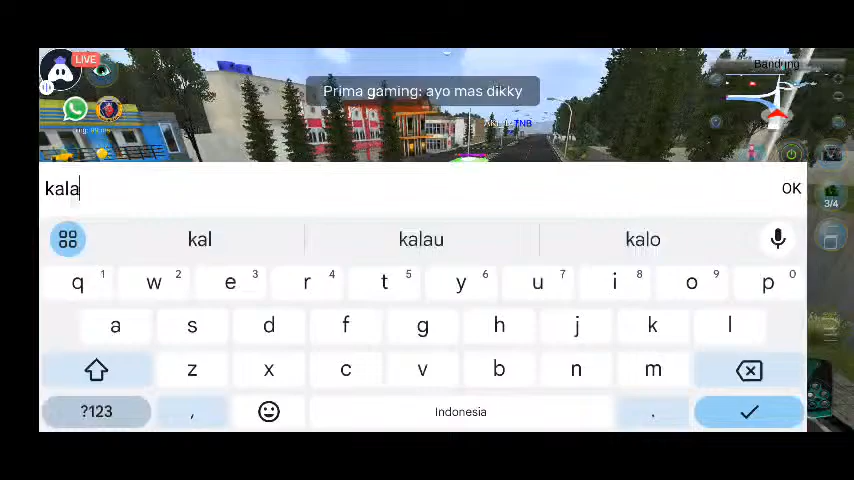 LIVE
Bandung
Prima gaming: ayo mas dikky
TNB
3/4
kala
OK
kal kalau kalo
q 1 w 2 e 3 r 4 t 5 y 6 u 7 i 8 o 9 p 0
a s d f g h j k l
z x c v b n m
?123 , Indonesia .